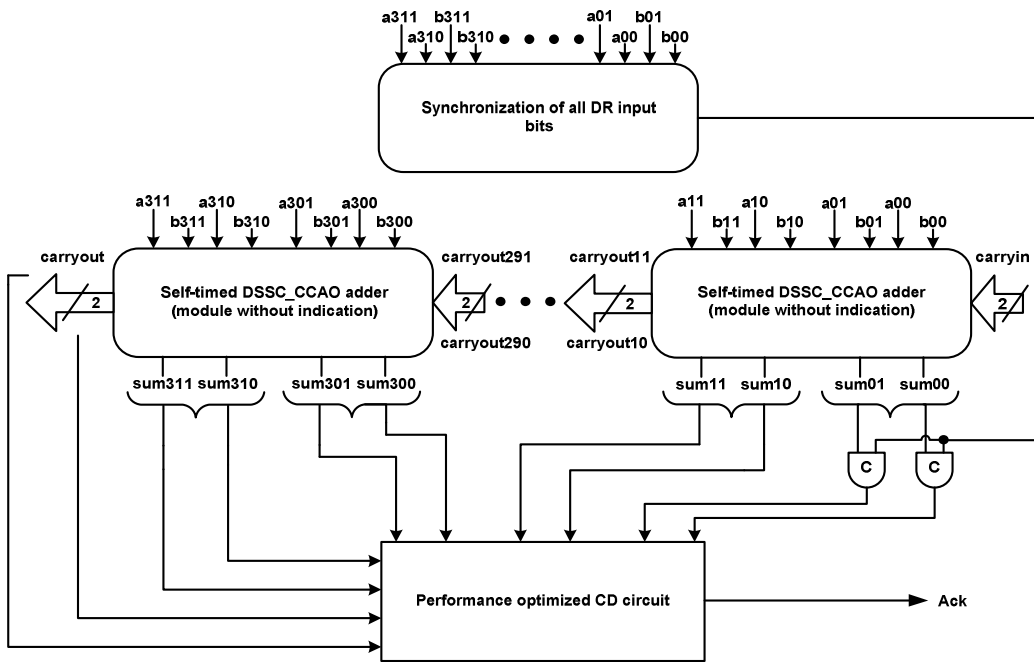 a311 b311 a01 b01
a310 b310 a00 b00
Synchronization of all DR input
bits
a311 a310 a301 a300
b311 b310 b301 b300
a11 a10 a01 a00
b11 b10 b01 b00
carryout
2
Self-timed DSSC_CCAO adder
(module without indication)
carryout291
2
carryout290
carryout11
2
carryout10
Self-timed DSSC_CCAO adder
(module without indication)
carryin
2
sum311 sum310 sum301 sum300
sum11 sum10 sum01 sum00
C C
Performance optimized CD circuit
Ack